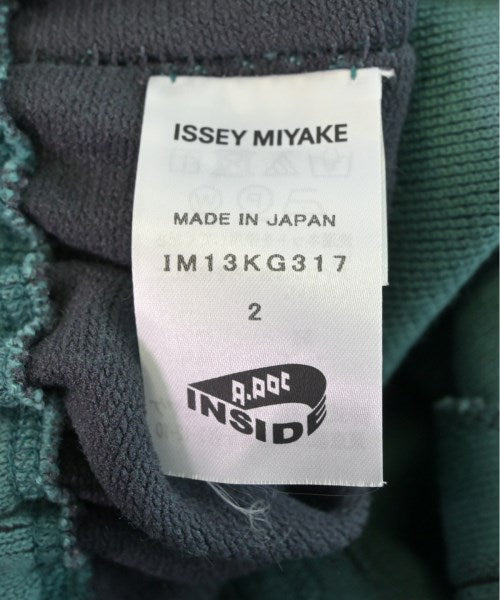 ISSEY MIYAKE
MADE IN JAPAN
IM13KG317
2
A-POC
INSIDE